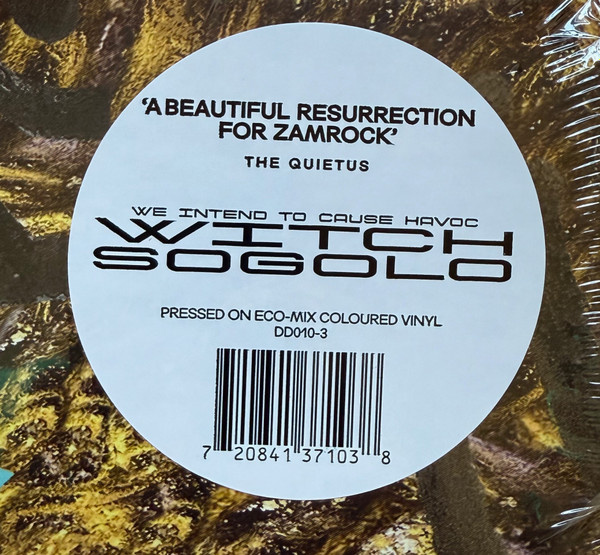 ‘A BEAUTIFUL RESURRECTION
FOR ZAMROCK’
THE QUIETUS
WE INTEND TO CAUSE HAVOC
WITCH
SOGOLO
PRESSED ON ECO-MIX COLOURED VINYL
DD010-3
7 20841 37103 8